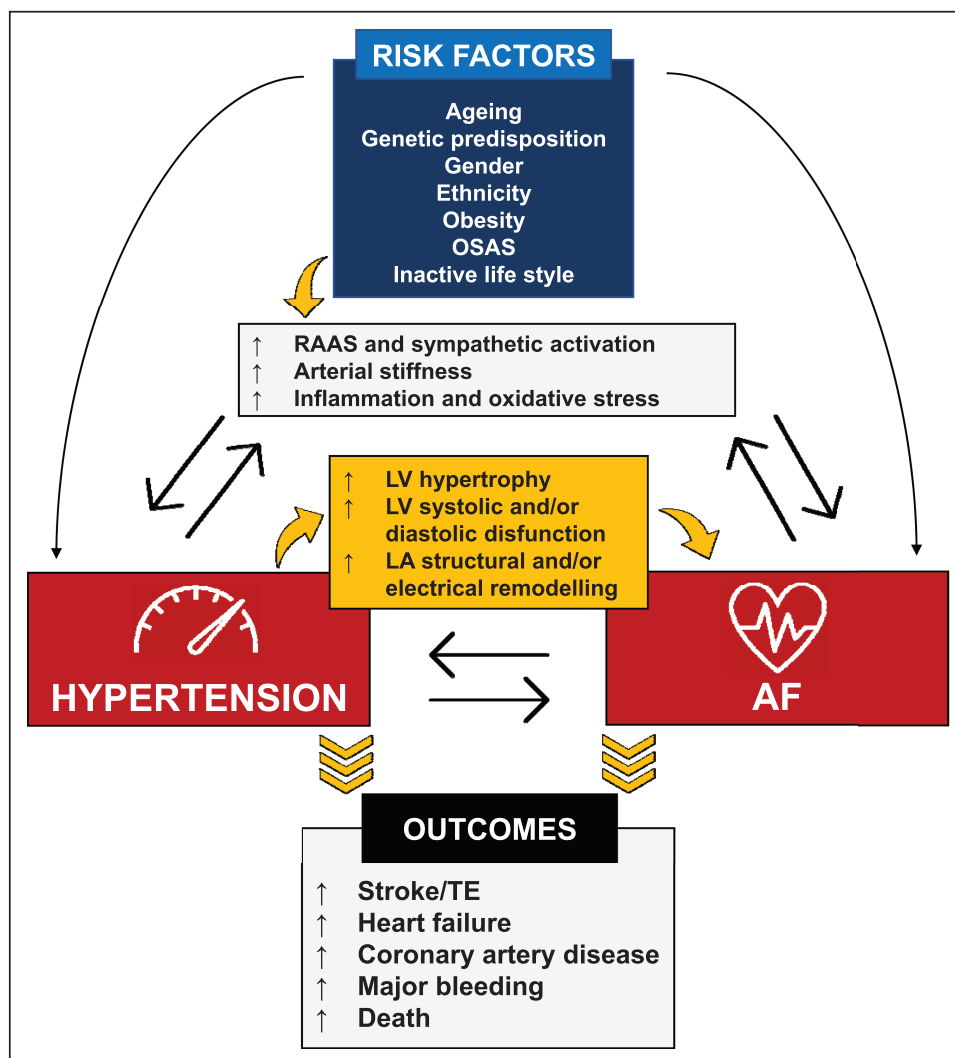 RISK FACTORS
Ageing
Genetic predisposition
Gender
Ethnicity
Obesity
OSAS
Inactive life style
↑ RAAS and sympathetic activation
↑ Arterial stiffness
↑ Inflammation and oxidative stress
↑ LV hypertrophy
↑ LV systolic and/or
diastolic disfunction
↑ LA structural and/or
electrical remodelling
HYPERTENSION
AF
OUTCOMES
↑ Stroke/TE
↑ Heart failure
↑ Coronary artery disease
↑ Major bleeding
↑ Death